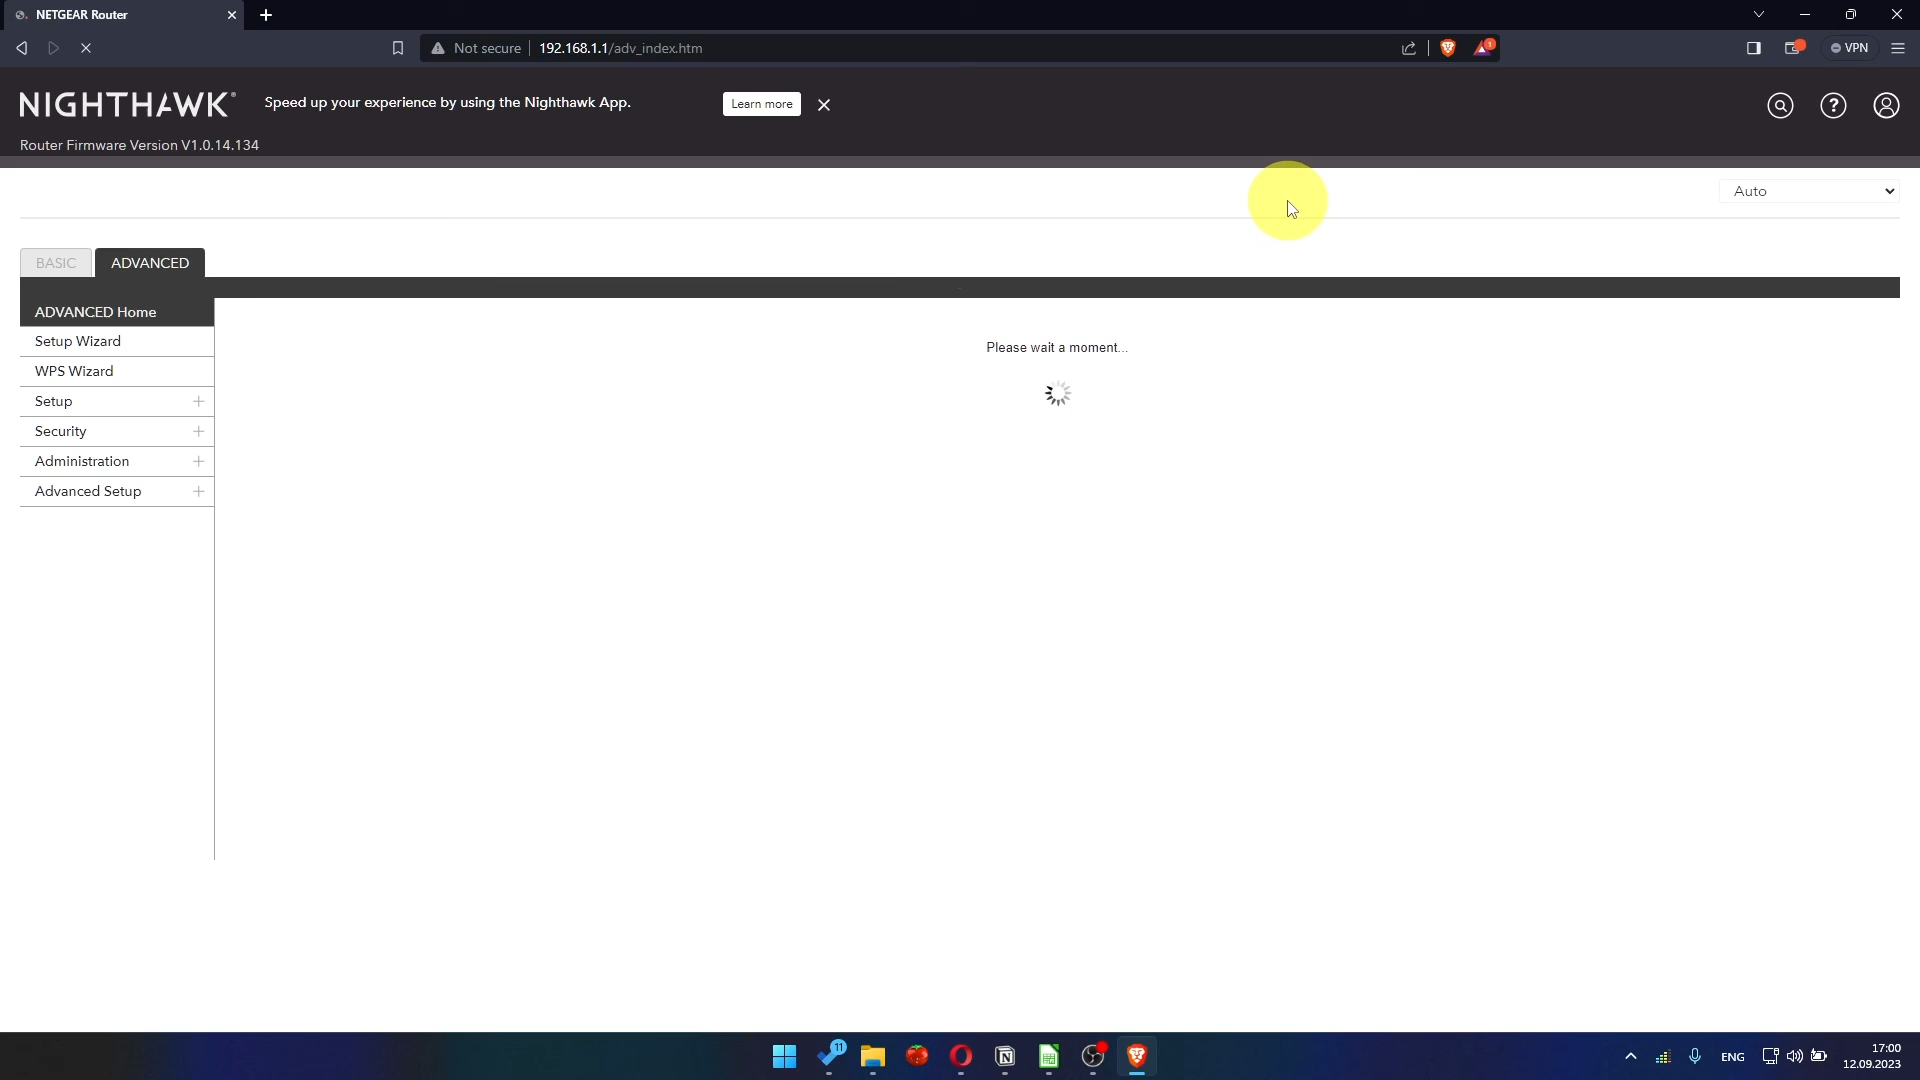 NETGEAR Router
Not secure
192.168.1.1/adv_index.htm
1
VPN
NIGHTHAWK®
Speed up your experience by using the Nighthawk App.
Learn more
Router Firmware Version V1.0.14.134
Auto
BASIC
ADVANCED
ADVANCED Home
Setup Wizard
WPS Wizard
Setup
Security
Administration
Advanced Setup
Please wait a moment...
11
ENG
17:00
12.09.2023